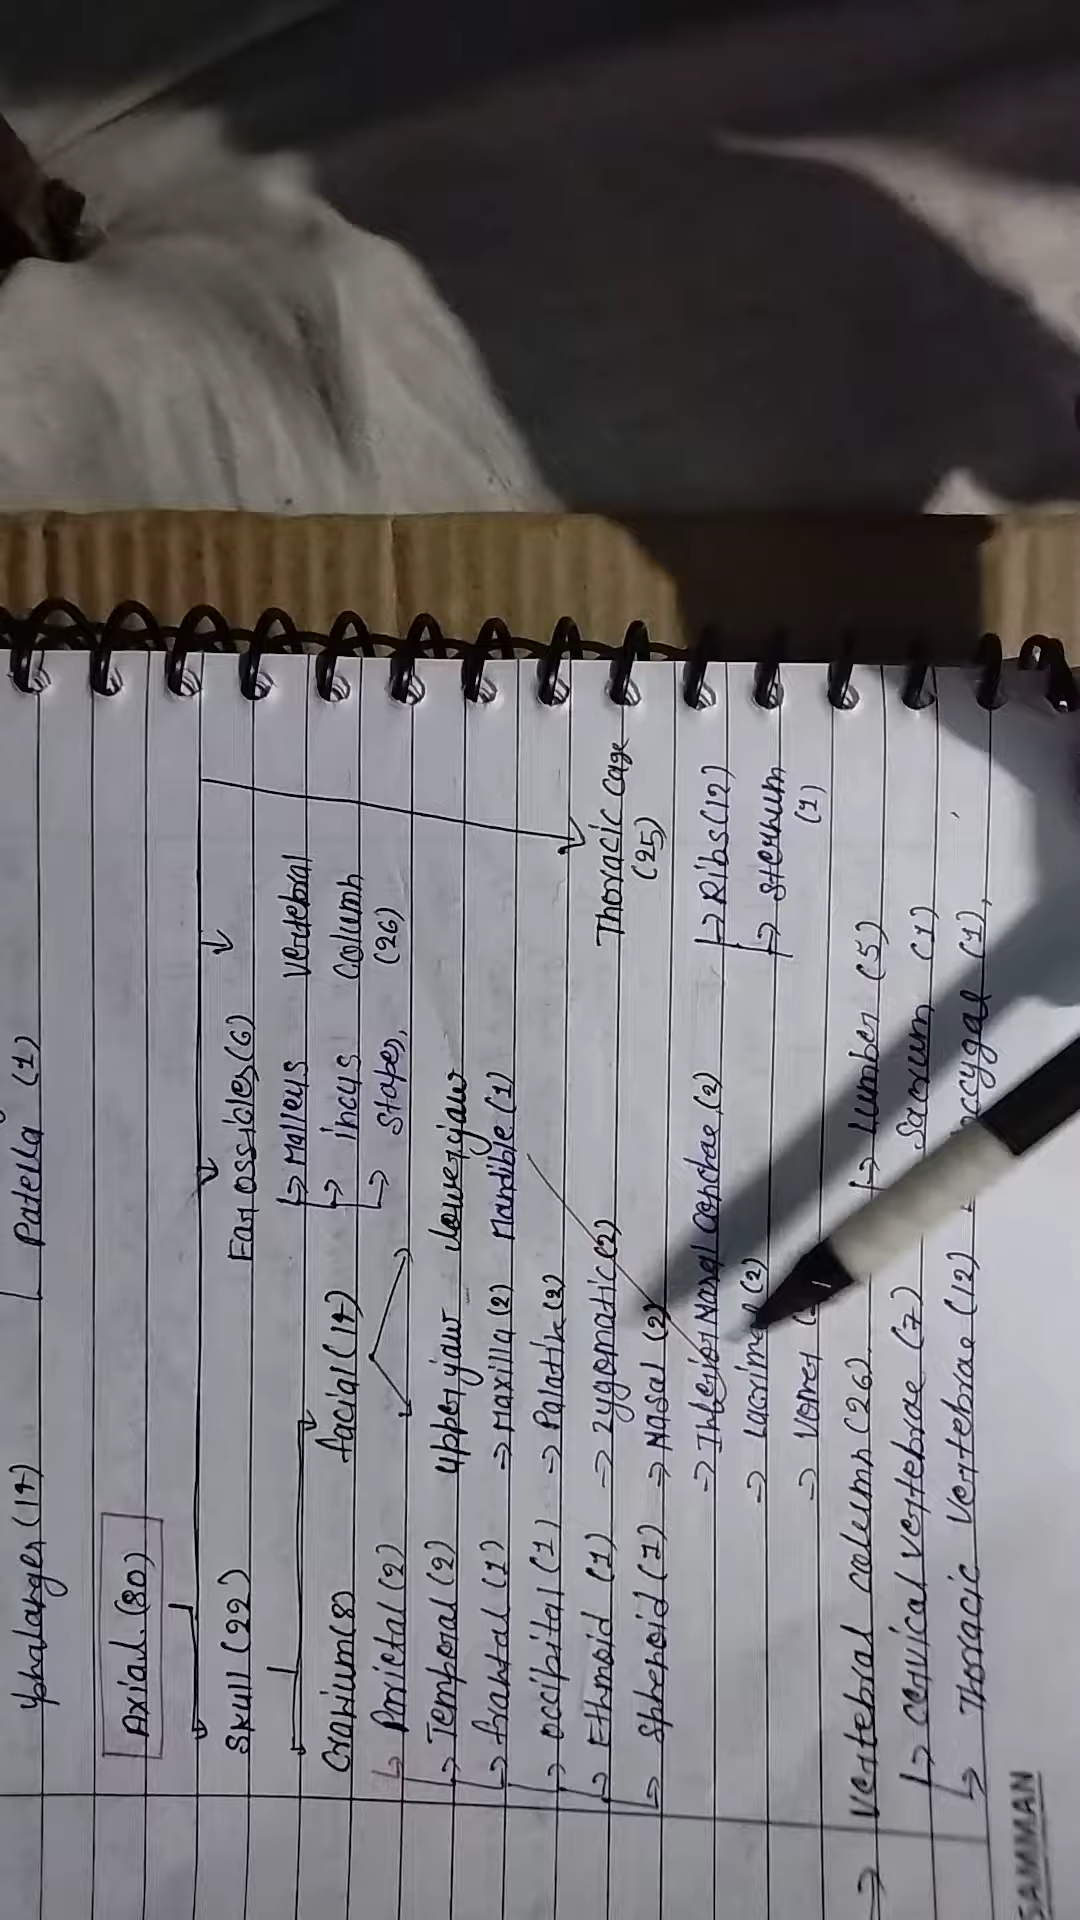 phalanges (14) Patella (1)
Axial (80)
Skull (22) Ear ossicles (6)
→ Malleus Vertebral
Cranium (8) facial (14) → incus Column
→ Parietal (2) → Stapes, (26)
→ Temporal (2) upper jaw lower jaw
→ frontal (1) → Maxilla (2) Mandible (1)
→ occipital (1) → Palatine (2)
→ Ethmoid (1) → zygomatic (2) Thoracic cage
→ Sphenoid (1) → Nasal (2) (25)
→ Inferior Nasal conchae (2) → Ribs (12)
→ Lacrimal (2) → Sternum
→ Vomer (1)
⇒ Vertebral column (26) → Lumber (5)
→ Cervical vertebrae (7) Sacrum (1)
→ Thoracic vertebrae (12) (1),
SAMMAN